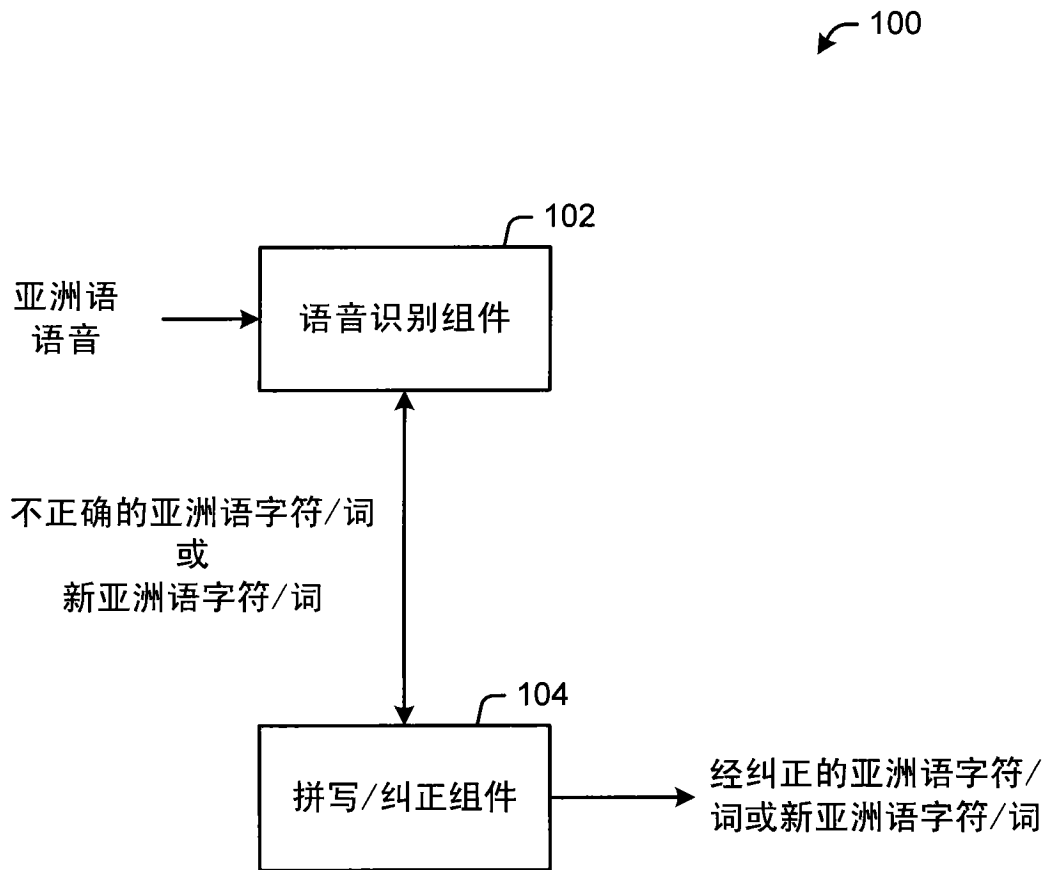 100
102
亚洲语
语音
语音识别组件
不正确的亚洲语字符/词
或
新亚洲语字符/词
104
拼写/纠正组件
经纠正的亚洲语字符/
词或新亚洲语字符/词